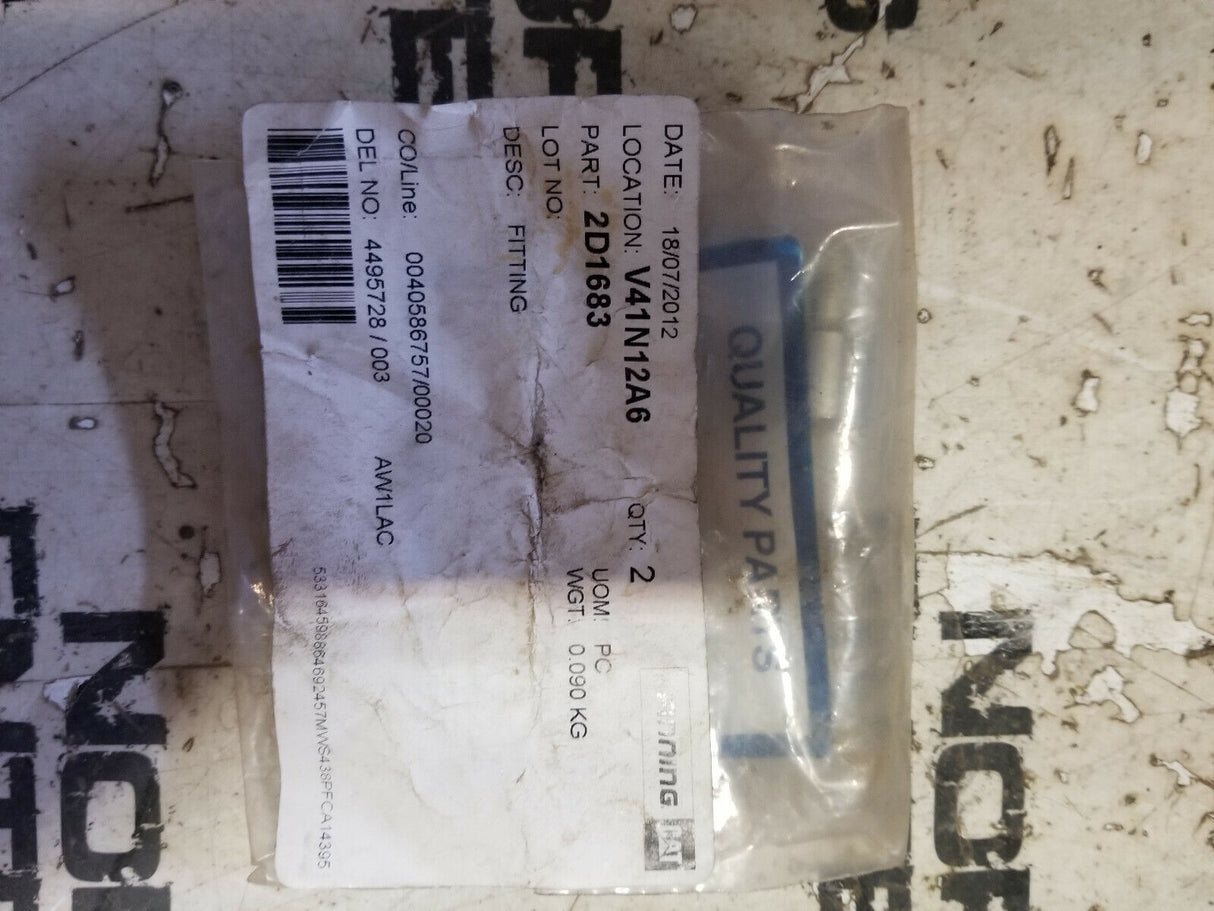 DATE: 18/07/2012
LOCATION: V41N12A6 QTY: 2
PART: 2D1683 UOM: PC
LOT NO: WGT: 0.090 KG
DESC: FITTING
CO/Line: 0040586757/00020
DEL NO: 4495728 / 003 AW1LAC
533164598864692457MWS438PFCA14395
QUALITY PARTS